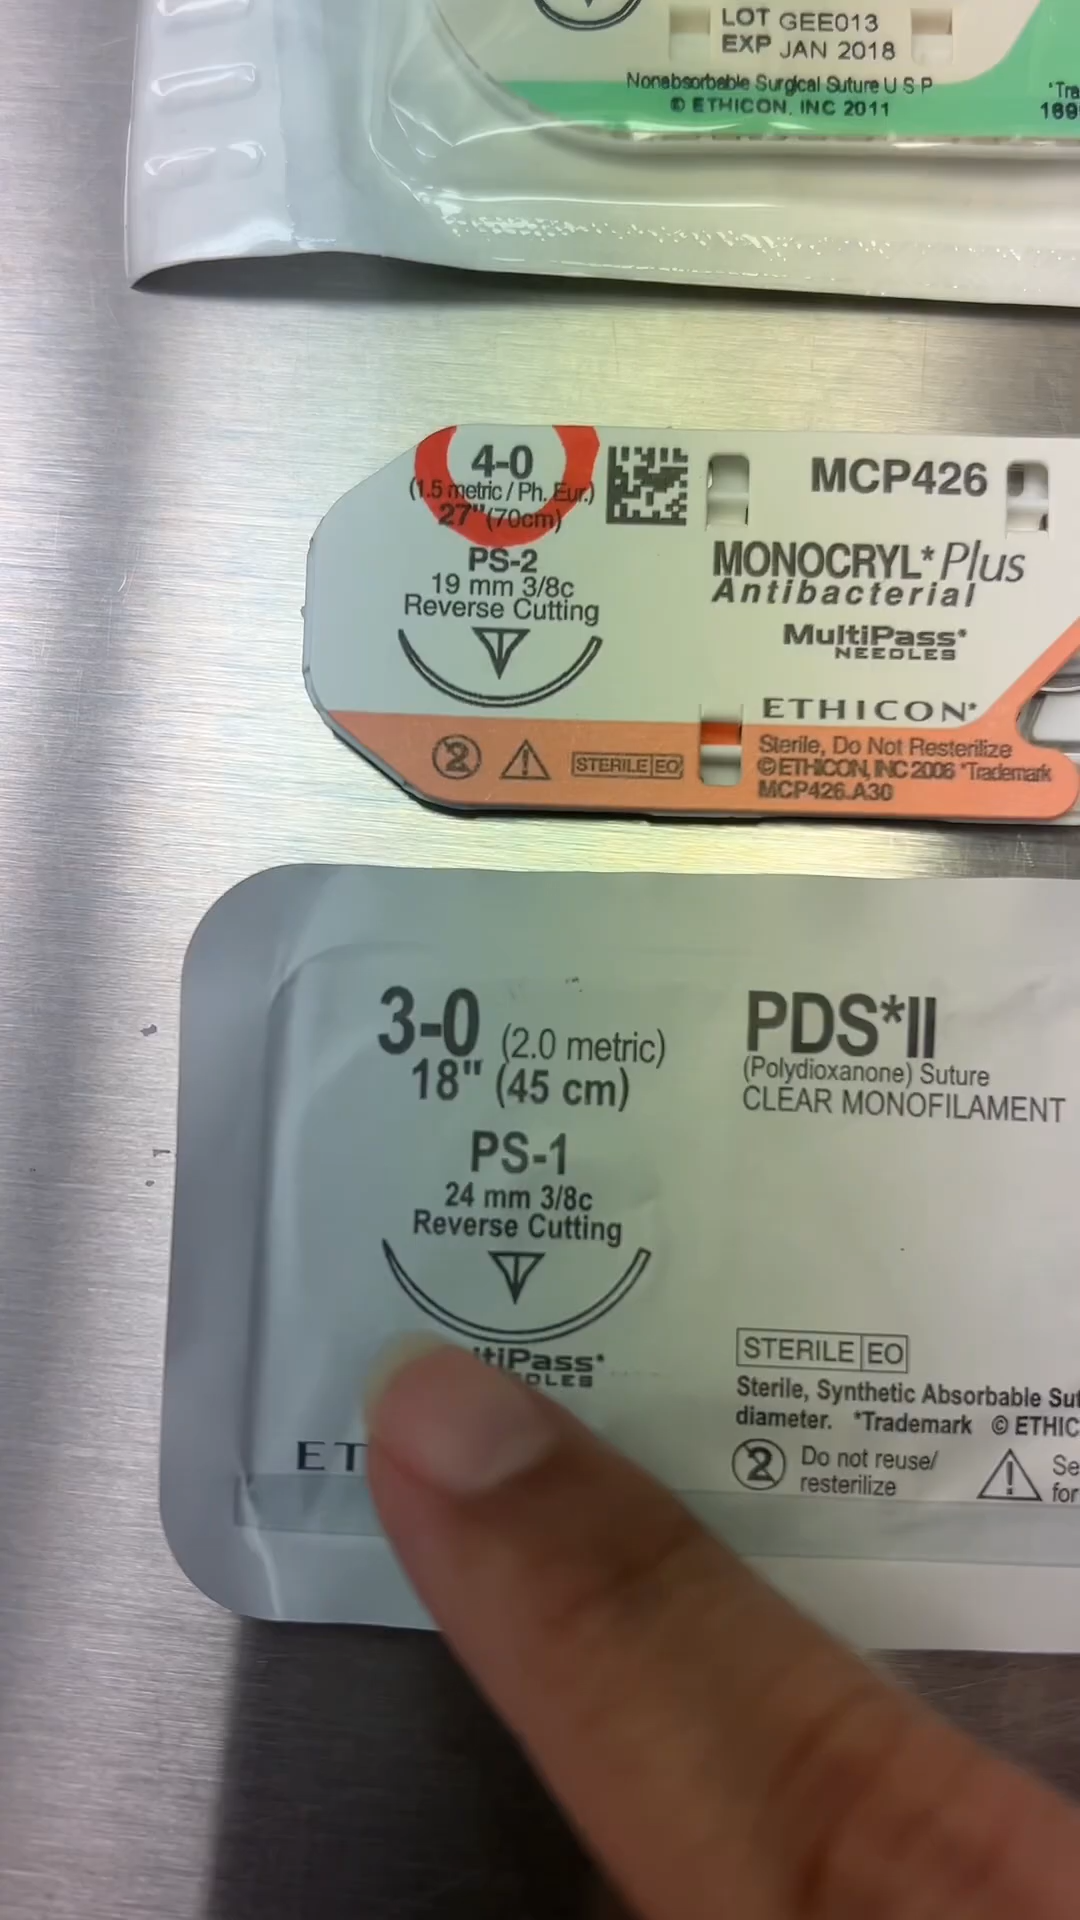 LOT GEE013
EXP JAN 2018
Nonabsorbable Surgical Suture U S P
© ETHICON, INC 2011
4-0
(1.5 metric / Ph. Eur.)
27" (70cm)
PS-2
19 mm 3/8c
Reverse Cutting
MCP426
MONOCRYL* Plus
Antibacterial
MultiPass*
NEEDLES
ETHICON*
2
STERILE EO
Sterile, Do Not Resterilize
© ETHICON, INC 2006 *Trademark
MCP426.A30
3-0 (2.0 metric)
18" (45 cm)
PS-1
24 mm 3/8c
Reverse Cutting
PDS*II
(Polydioxanone) Suture
CLEAR MONOFILAMENT
STERILE EO
Sterile, Synthetic Absorbable
diameter. *Trademark ©
2 Do not reuse/
resterilize
for